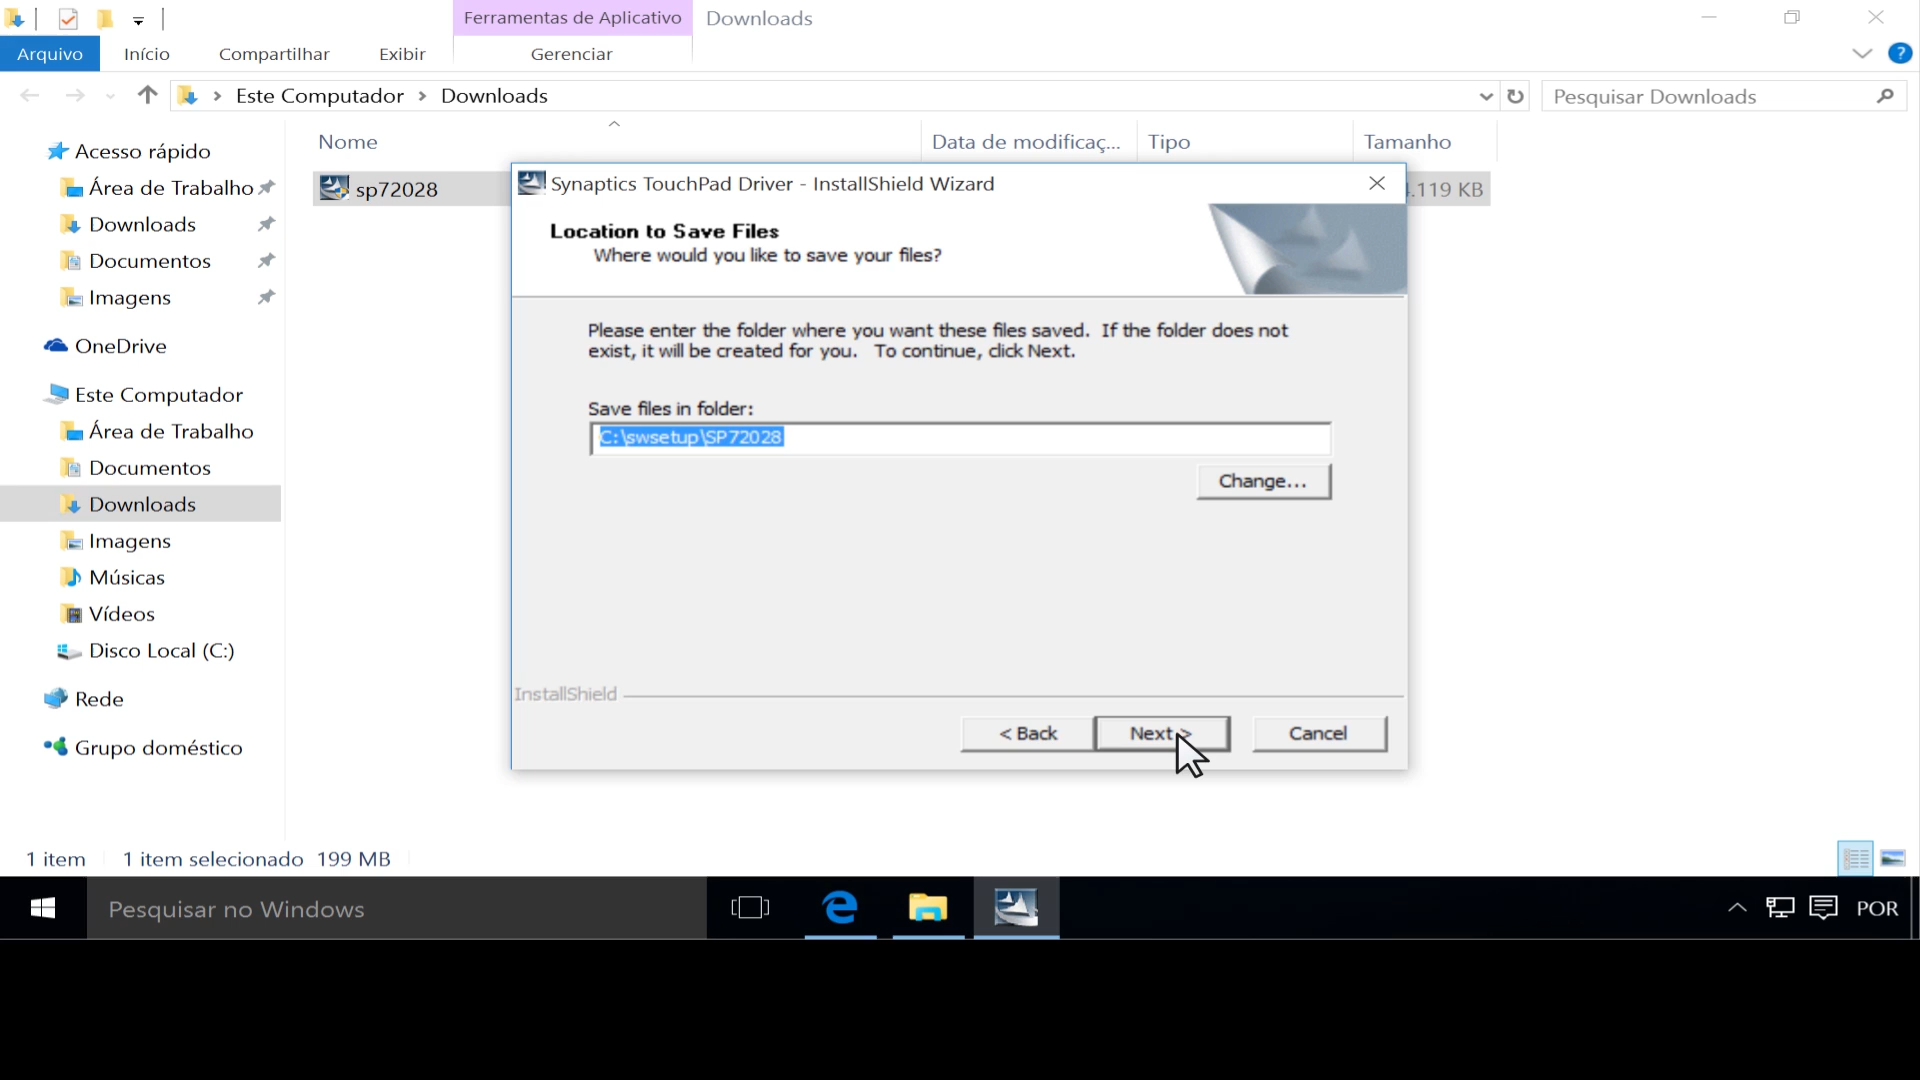 Ferramentas de Aplicativo Downloads
Arquivo Início Compartilhar Exibir Gerenciar
Este Computador > Downloads
Pesquisar Downloads
Acesso rápido
Área de Trabalho
Downloads
Documentos
Imagens
OneDrive
Este Computador
Área de Trabalho
Documentos
Downloads
Imagens
Músicas
Vídeos
Disco Local (C:)
Rede
Grupo doméstico
Nome Data de modificaç... Tipo Tamanho
sp72028 .119 KB
Synaptics TouchPad Driver - InstallShield Wizard
Location to Save Files
Where would you like to save your files?
Please enter the folder where you want these files saved. If the folder does not
exist, it will be created for you. To continue, click Next.
Save files in folder:
C:\swsetup\SP72028
Change...
InstallShield
< Back Next > Cancel
1 item 1 item selecionado 199 MB
Pesquisar no Windows
POR